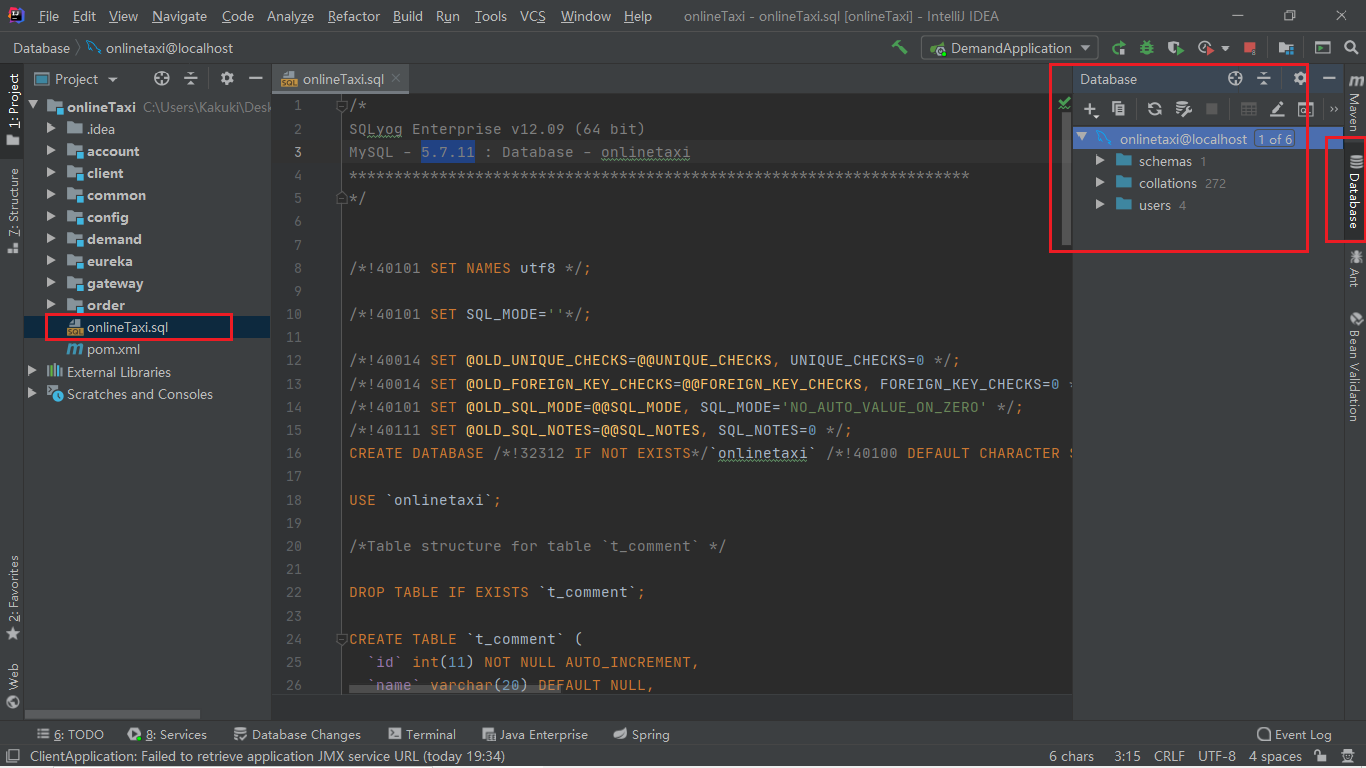 File Edit View Navigate Code Analyze Refactor Build Run Tools VCS Window Help onlineTaxi - onlineTaxi.sql [onlineTaxi] - IntelliJ IDEA
Database onlinetaxi@localhost DemandApplication
1: Project
7: Structure
2: Favorites
Web
Project
onlineTaxi C:\Users\Kakuki\Desk
.idea
account
client
common
config
demand
eureka
gateway
order
onlineTaxi.sql
pom.xml
External Libraries
Scratches and Consoles
onlineTaxi.sql
1 /*
2 SQLyog Enterprise v12.09 (64 bit)
3 MySQL - 5.7.11 : Database - onlinetaxi
4 *********************************************************************
5 */
6
7
8 /*!40101 SET NAMES utf8 */;
9
10 /*!40101 SET SQL_MODE=''*/;
11
12 /*!40014 SET @OLD_UNIQUE_CHECKS=@@UNIQUE_CHECKS, UNIQUE_CHECKS=0 */;
13 /*!40014 SET @OLD_FOREIGN_KEY_CHECKS=@@FOREIGN_KEY_CHECKS, FOREIGN_KEY_CHECKS=0 *
14 /*!40101 SET @OLD_SQL_MODE=@@SQL_MODE, SQL_MODE='NO_AUTO_VALUE_ON_ZERO' */;
15 /*!40111 SET @OLD_SQL_NOTES=@@SQL_NOTES, SQL_NOTES=0 */;
16 CREATE DATABASE /*!32312 IF NOT EXISTS*/`onlinetaxi` /*!40100 DEFAULT CHARACTER S
17
18 USE `onlinetaxi`;
19
20 /*Table structure for table `t_comment` */
21
22 DROP TABLE IF EXISTS `t_comment`;
23
24 CREATE TABLE `t_comment` (
25 `id` int(11) NOT NULL AUTO_INCREMENT,
26 `name` varchar(20) DEFAULT NULL,
Database
onlinetaxi@localhost 1 of 6
schemas 1
collations 272
users 4
Maven
Database
Ant
Bean Validation
6: TODO 8: Services Database Changes Terminal Java Enterprise Spring Event Log
ClientApplication: Failed to retrieve application JMX service URL (today 19:34) 6 chars 3:15 CRLF UTF-8 4 spaces